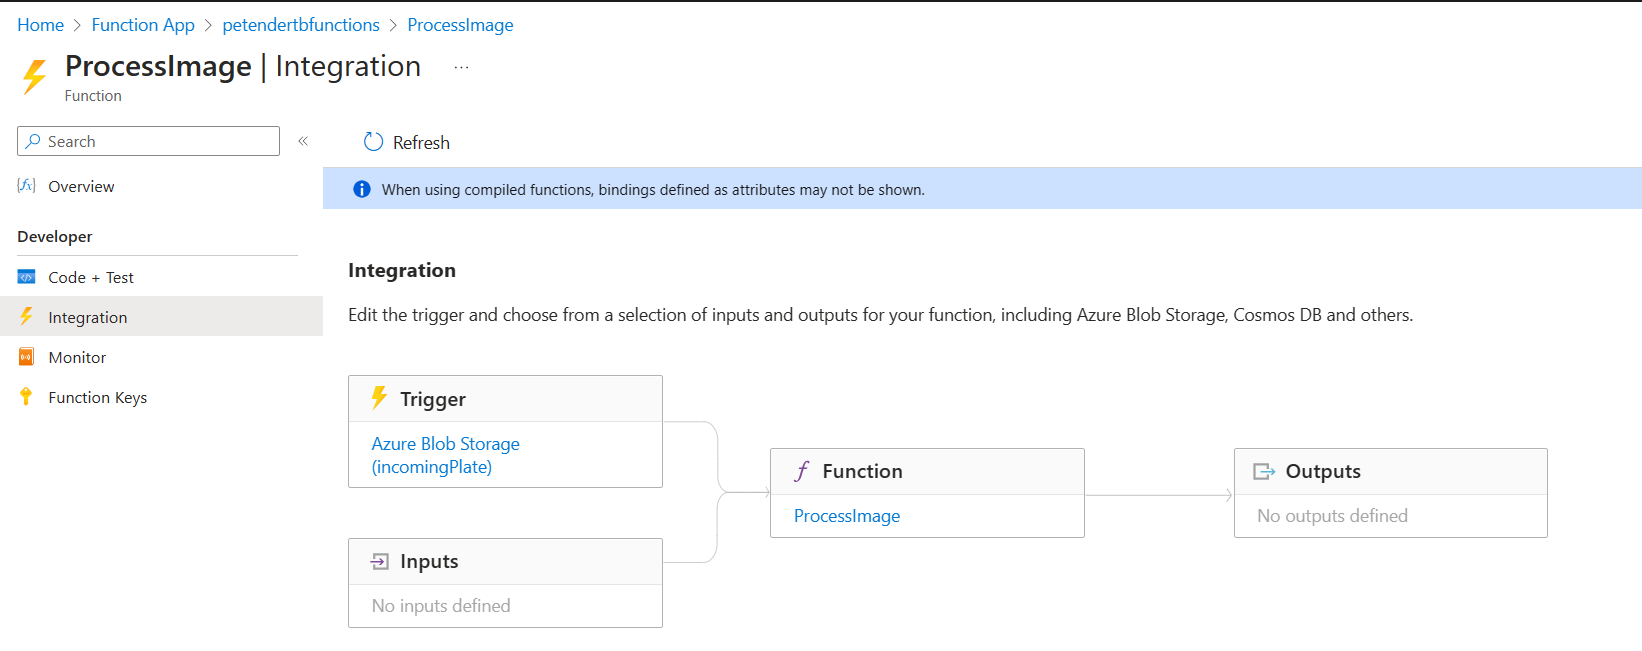 Home > Function App > petendertbfunctions > ProcessImage
ProcessImage | Integration ...
Function
Search
«
Refresh
Overview
When using compiled functions, bindings defined as attributes may not be shown.
Developer
Code + Test
Integration
Monitor
Function Keys
Integration
Edit the trigger and choose from a selection of inputs and outputs for your function, including Azure Blob Storage, Cosmos DB and others.
Trigger
Azure Blob Storage
(incomingPlate)
Inputs
No inputs defined
Function
ProcessImage
Outputs
No outputs defined